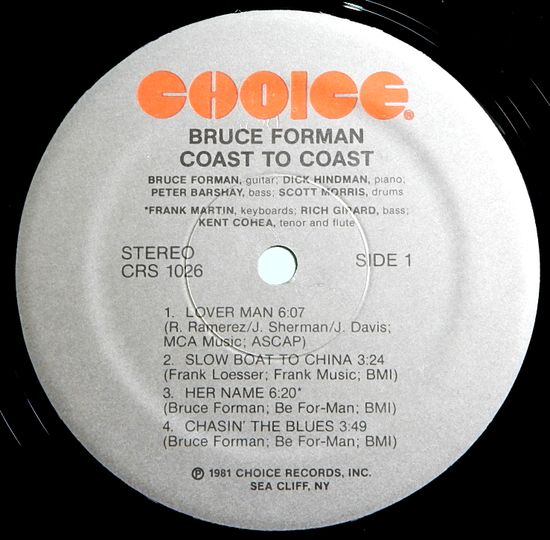 CHOICE®
BRUCE FORMAN
COAST TO COAST
BRUCE FORMAN, guitar; DICK HINDMAN, piano;
PETER BARSHAY, bass; SCOTT MORRIS, drums
*FRANK MARTIN, keyboards; RICH GIRARD, bass;
KENT COHEA, tenor and flute
STEREO
CRS 1026
SIDE 1
1. LOVER MAN 6:07
(R. Ramerez/J. Sherman/J. Davis;
MCA Music; ASCAP)
2. SLOW BOAT TO CHINA 3:24
(Frank Loesser; Frank Music; BMI)
3. HER NAME 6:20*
(Bruce Forman; Be For-Man; BMI)
4. CHASIN' THE BLUES 3:49
(Bruce Forman; Be For-Man; BMI)
℗ 1981 CHOICE RECORDS, INC.
SEA CLIFF, NY